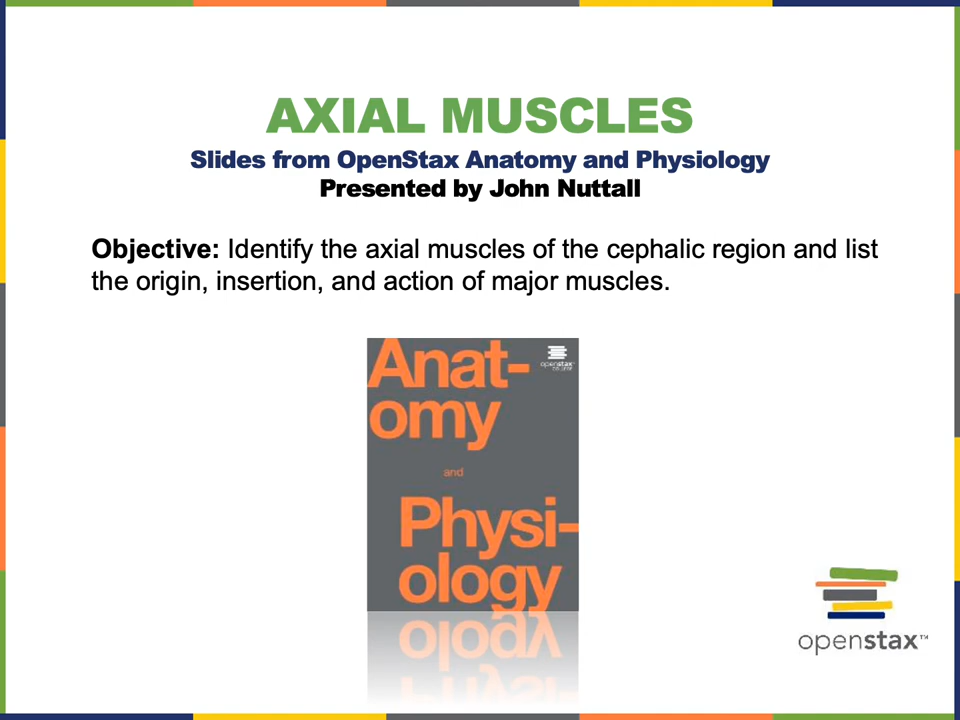 AXIAL MUSCLES
Slides from OpenStax Anatomy and Physiology
Presented by John Nuttall
Objective: Identify the axial muscles of the cephalic region and list
the origin, insertion, and action of major muscles.
openstax
Anat-
omy
and
Physi-
ology
openstax™